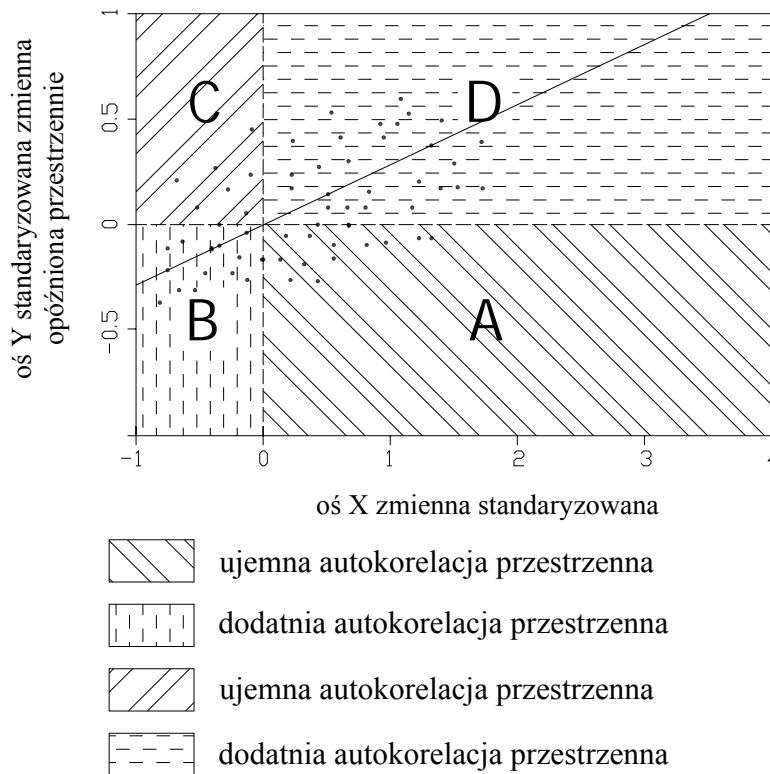 1
C
D
0.5
oś Y standaryzowana zmienna
opóźniona przestrzennie
0
B
A
-0.5
-1
0
1
2
3
4
oś X zmienna standaryzowana
ujemna autokorelacja przestrzenna
dodatnia autokorelacja przestrzenna
ujemna autokorelacja przestrzenna
dodatnia autokorelacja przestrzenna